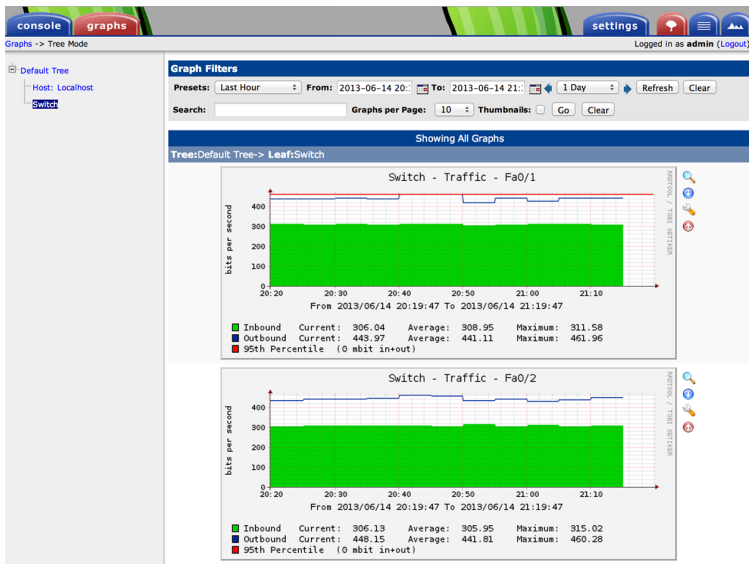 console graphs settings
Graphs -> Tree Mode Logged in as admin (Logout)
Default Tree
Host: Localhost
Switch
Graph Filters
Presets: Last Hour From: 2013-06-14 20: To: 2013-06-14 21: 1 Day Refresh Clear
Search: Graphs per Page: 10 Thumbnails: Go Clear
Showing All Graphs
Tree:Default Tree-> Leaf:Switch
Switch - Traffic - Fa0/1
RRDTOOL / TOBI OETIKER
bits per second
400
300
200
100
0
20:20 20:30 20:40 20:50 21:00 21:10
From 2013/06/14 20:19:47 To 2013/06/14 21:19:47
Inbound Current: 306.04 Average: 308.95 Maximum: 311.58
Outbound Current: 443.97 Average: 441.11 Maximum: 461.96
95th Percentile (0 mbit in+out)
Switch - Traffic - Fa0/2
RRDTOOL / TOBI OETIKER
bits per second
400
300
200
100
0
20:20 20:30 20:40 20:50 21:00 21:10
From 2013/06/14 20:19:47 To 2013/06/14 21:19:47
Inbound Current: 306.13 Average: 305.95 Maximum: 315.02
Outbound Current: 448.15 Average: 441.81 Maximum: 460.28
95th Percentile (0 mbit in+out)